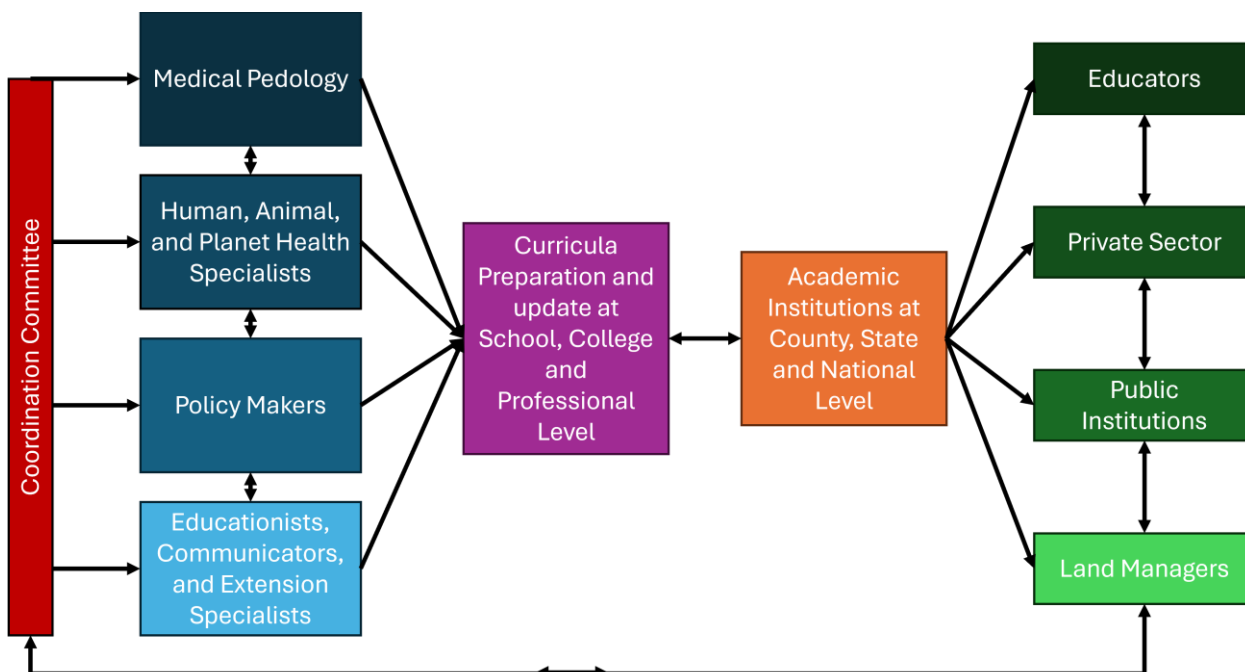 Coordination Committee
Medical Pedology
Human, Animal,
and Planet Health
Specialists
Policy Makers
Educationists,
Communicators,
and Extension
Specialists
Curricula
Preparation and
update at
School, College
and
Professional
Level
Academic
Institutions at
County, State
and National
Level
Educators
Private Sector
Public
Institutions
Land Managers